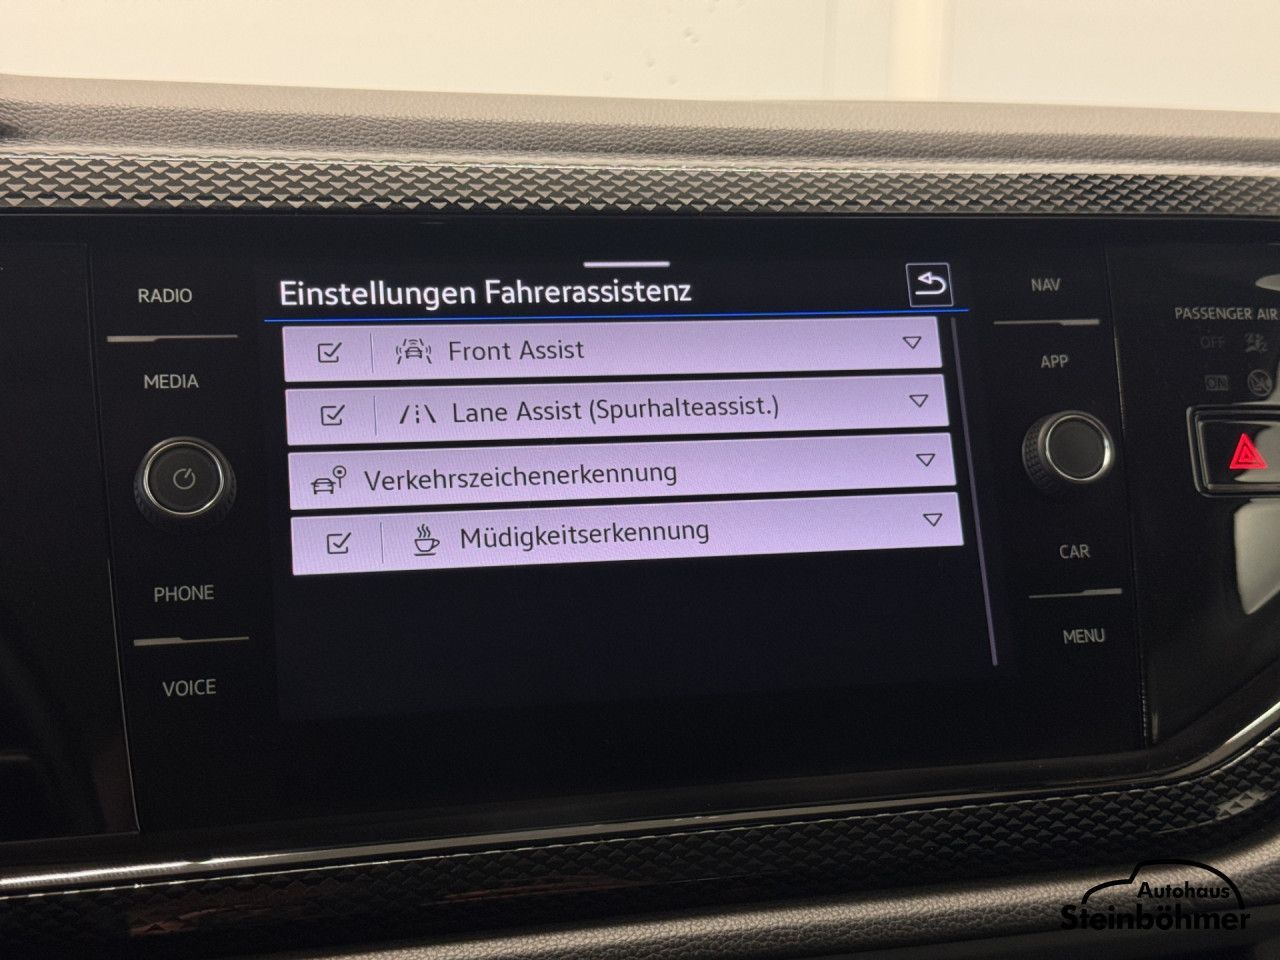 Einstellungen Fahrerassistenz
Front Assist
Lane Assist (Spurhalteassist.)
Verkehrszeichenerkennung
Müdigkeitserkennung
RADIO
MEDIA
PHONE
VOICE
NAV
APP
CAR
MENU
PASSENGER AIR
OFF
ON
Autohaus
Steinböhmer